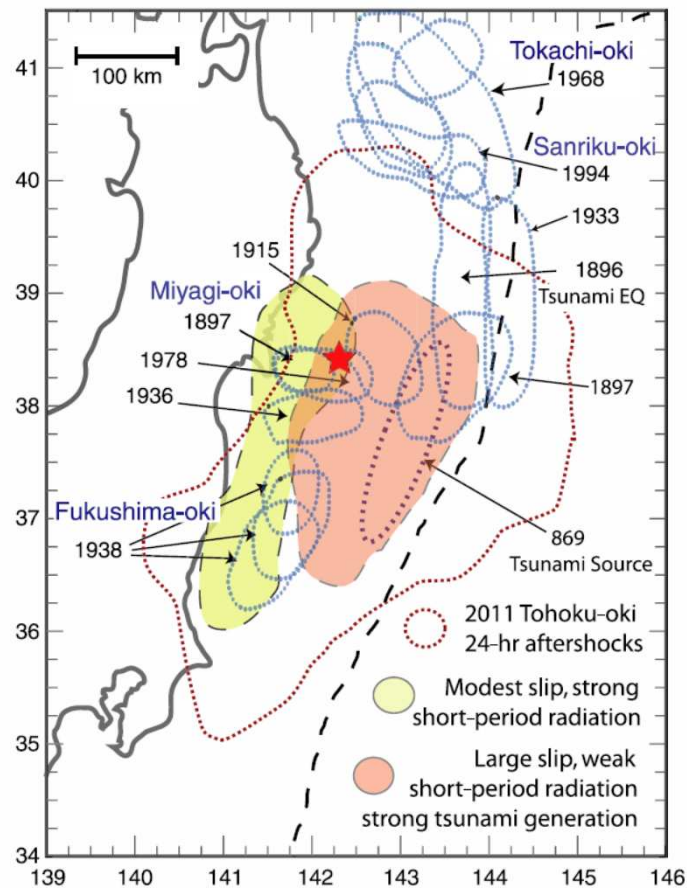 41
40
39
38
37
36
35
34
139
140
141
142
143
144
145
146
100 km
Tokachi-oki
1968
Sanriku-oki
1994
1933
1915
1896
Tsunami EQ
Miyagi-oki
1897
1978
1936
1897
Fukushima-oki
1938
869
Tsunami Source
2011 Tohoku-oki
24-hr aftershocks
Modest slip, strong
short-period radiation
Large slip, weak
short-period radiation
strong tsunami generation